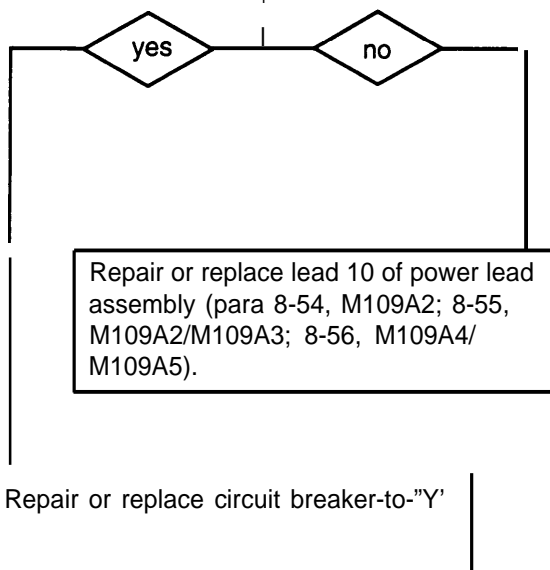 yes no
Repair or replace lead 10 of power lead
assembly (para 8-54, M109A2; 8-55,
M109A2/M109A3; 8-56, M109A4/
M109A5).
Repair or replace circuit breaker-to-"Y'